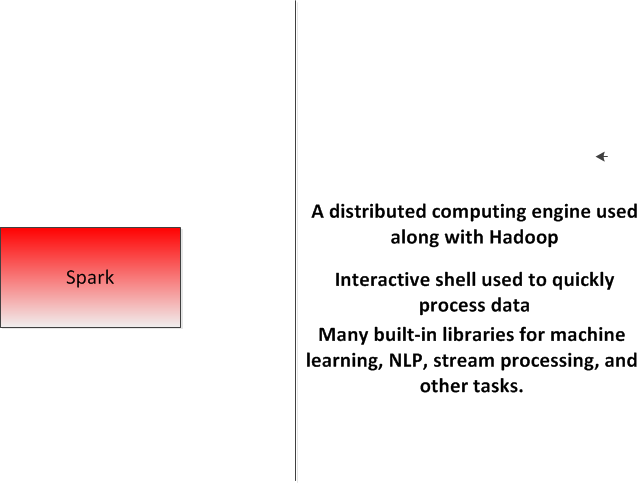 Spark
A distributed computing engine used
along with Hadoop
Interactive shell used to quickly
process data
Many built-in libraries for machine
learning, NLP, stream processing, and
other tasks.